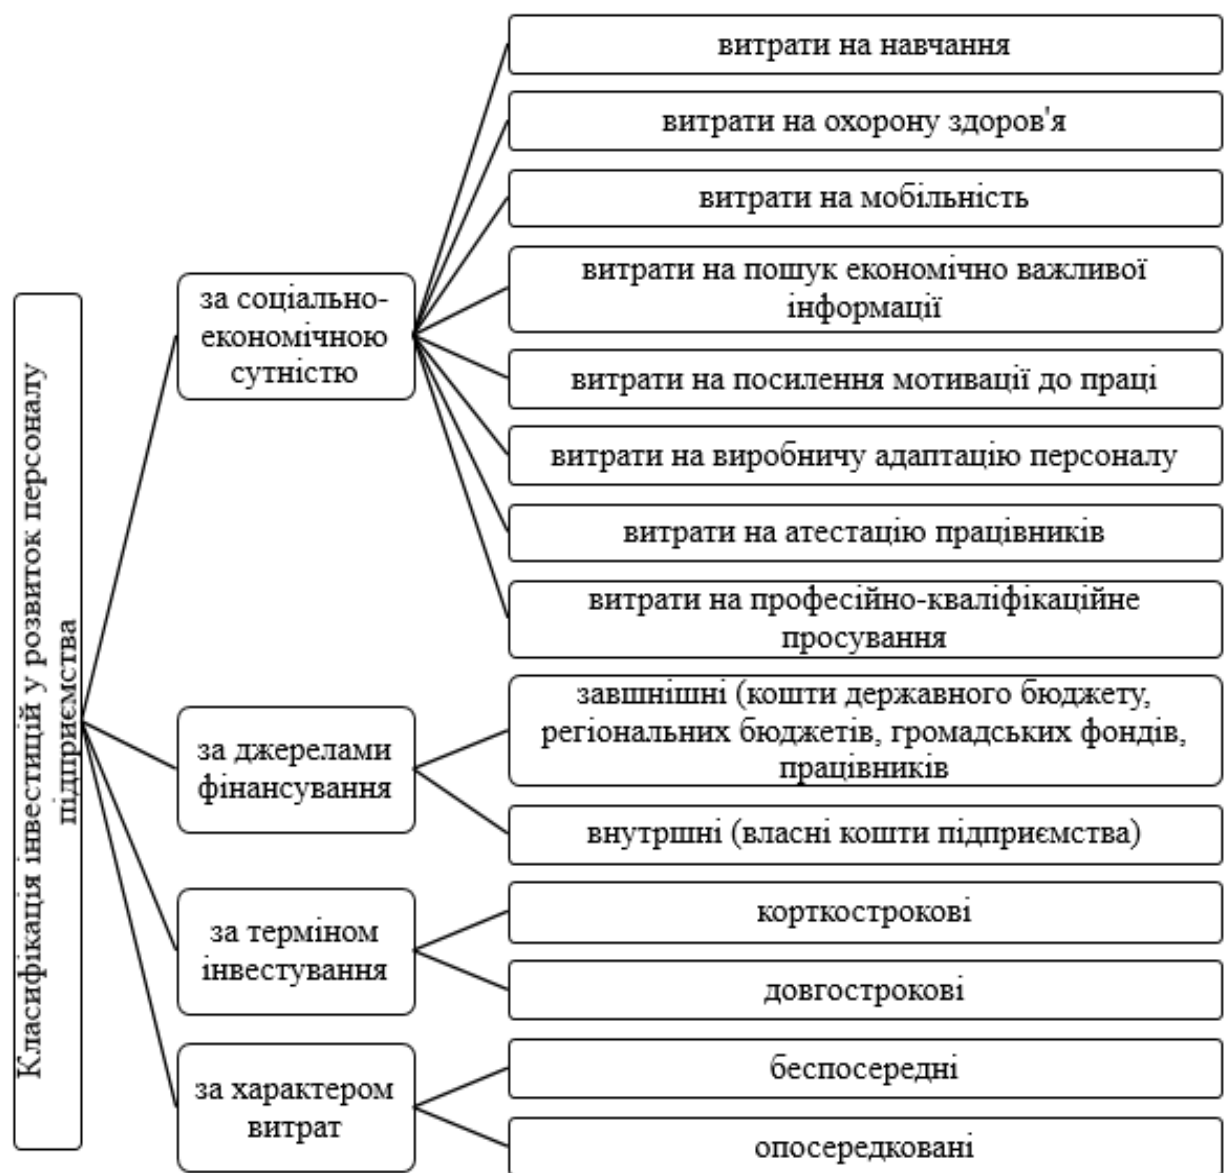 Класифікація інвестицій у розвиток персоналу
підприємства
за соціально-
економічною
сутністю
витрати на навчання
витрати на охорону здоров'я
витрати на мобільність
витрати на пошук економічно важливої
інформації
витрати на посилення мотивації до праці
витрати на виробничу адаптацію персоналу
витрати на атестацію працівників
витрати на професійно-кваліфікаційне
просування
за джерелами
фінансування
завшнішні (кошти державного бюджету,
регіональних бюджетів, громадських фондів,
працівників
внутршні (власні кошти підприємства)
за терміном
інвестування
корткострокові
довгострокові
за характером
витрат
беспосередні
опосередковані